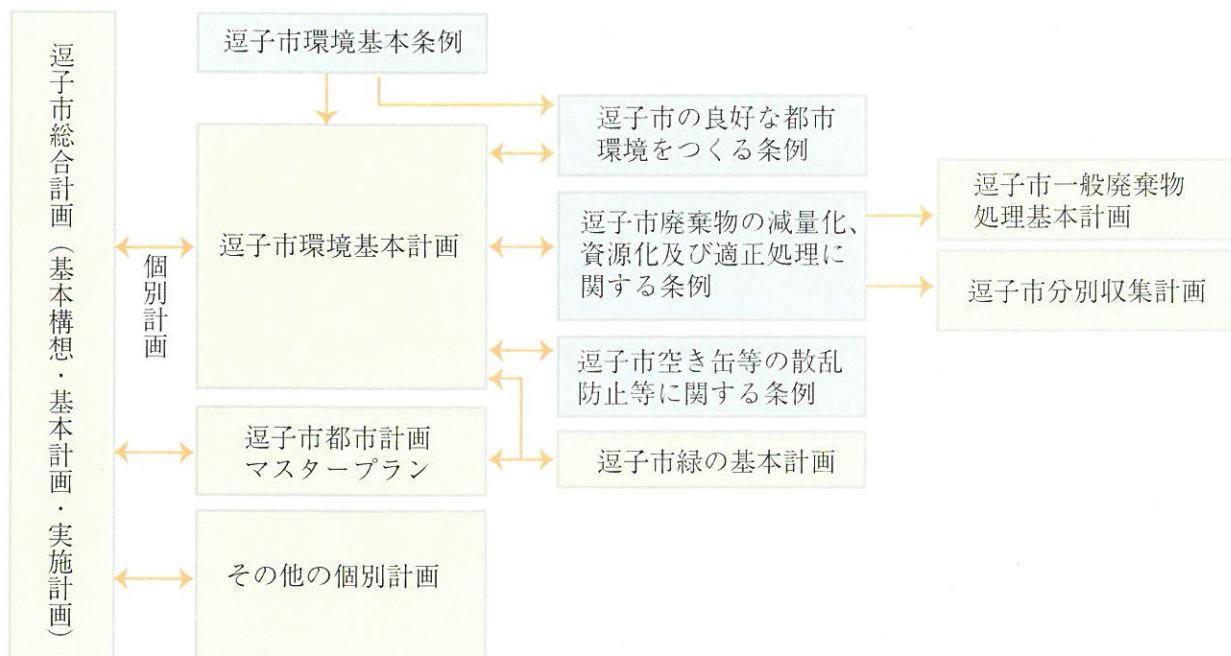 逗子市総合計画（基本構想・基本計画・実施計画）
個別計画
逗子市環境基本条例
逗子市環境基本計画
逗子市都市計画
マスタープラン
その他の個別計画
逗子市の良好な都市
環境をつくる条例
逗子市廃棄物の減量化、
資源化及び適正処理に
関する条例
逗子市空き缶等の散乱
防止等に関する条例
逗子市緑の基本計画
逗子市一般廃棄物
処理基本計画
逗子市分別収集計画